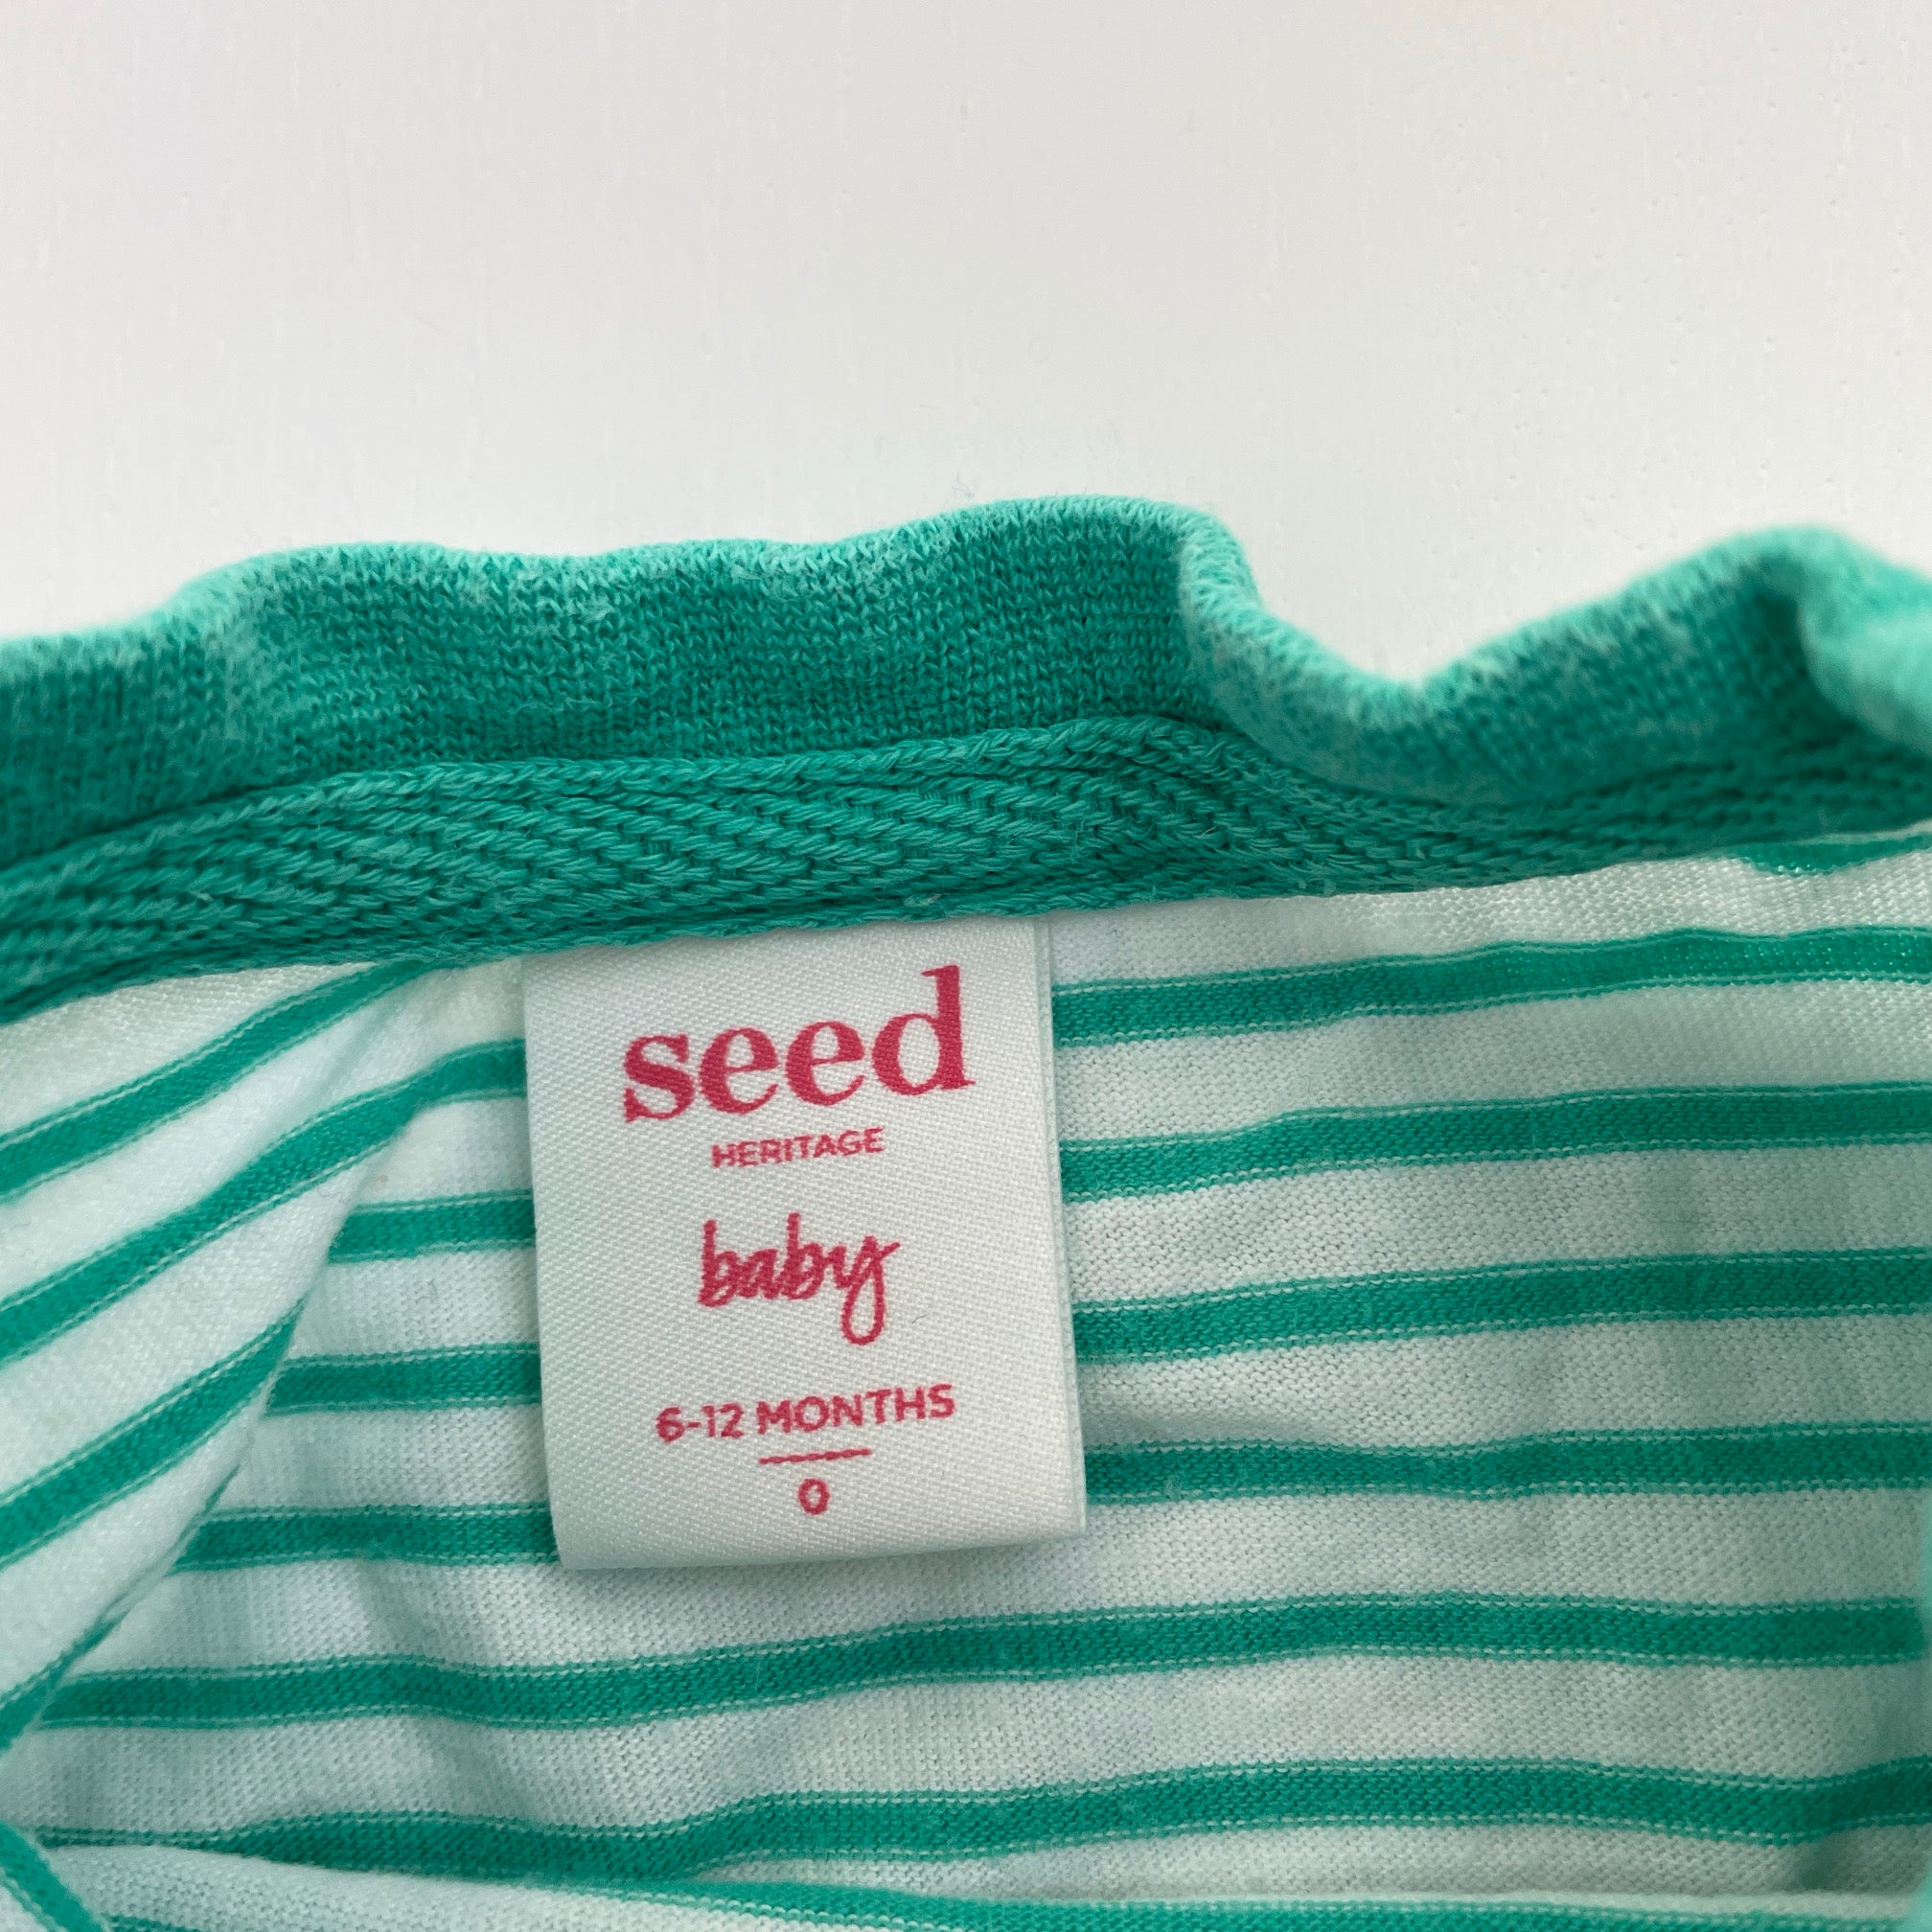 seed
HERITAGE
baby
6-12 MONTHS
0